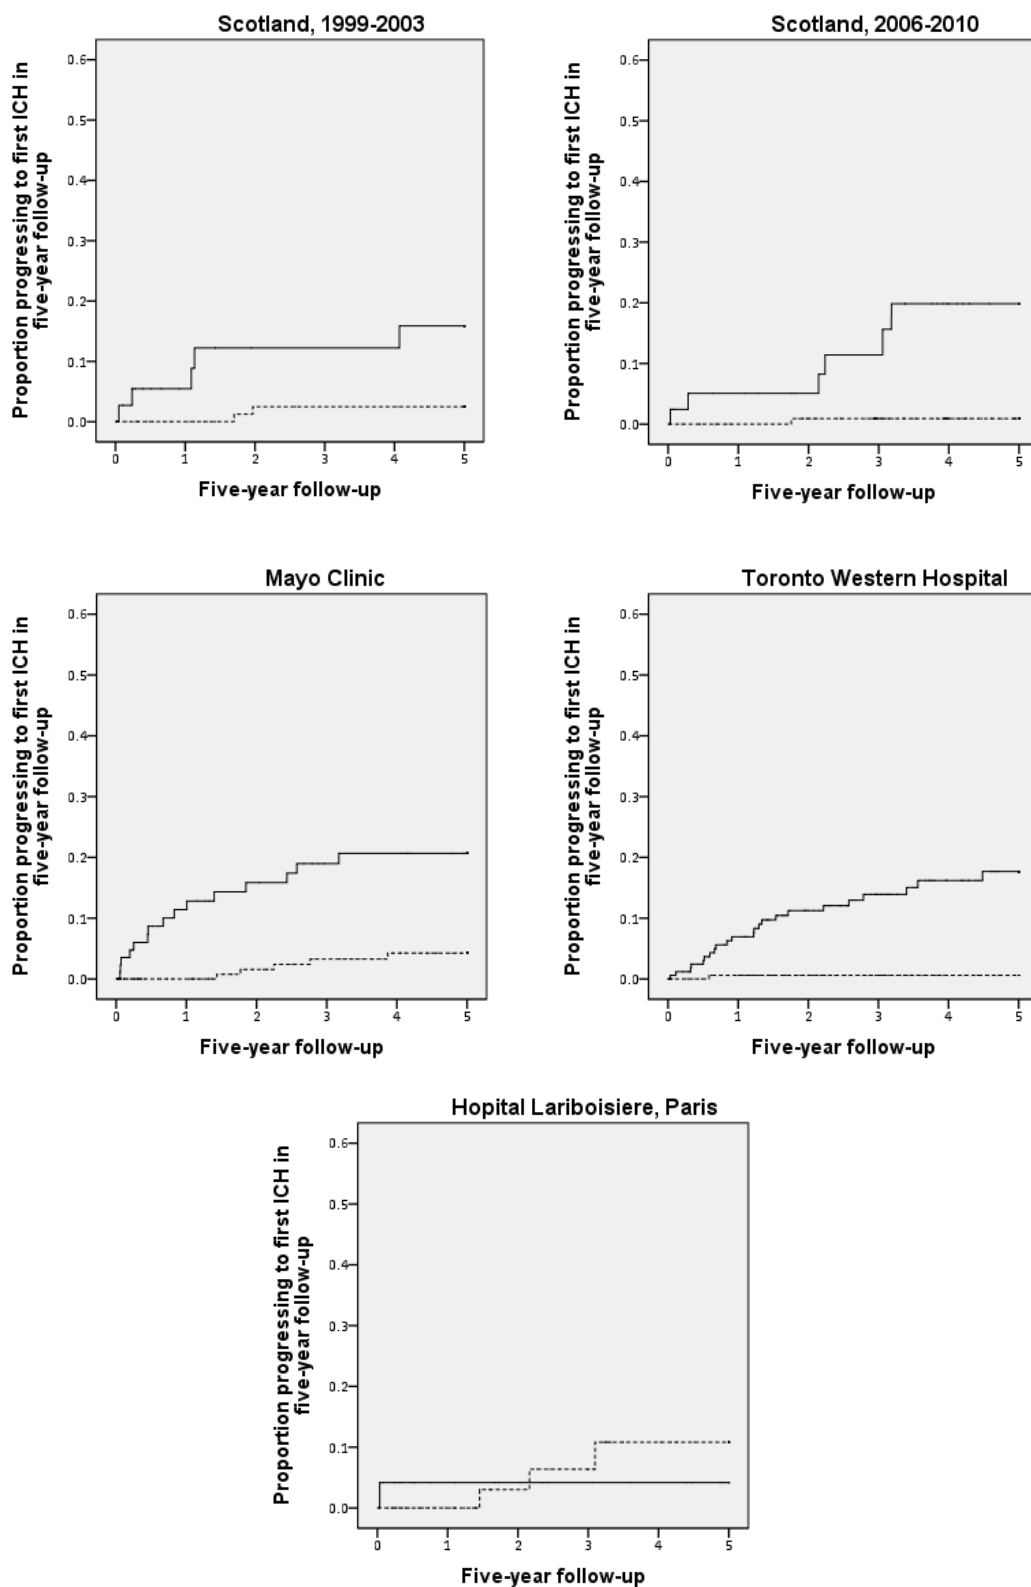 Scotland, 1999-2003
Proportion progressing to first ICH in
five-year follow-up
0.6
0.5
0.4
0.3
0.2
0.1
0.0
0 1 2 3 4 5
Five-year follow-up
Scotland, 2006-2010
Proportion progressing to first ICH in
five-year follow-up
0.6
0.5
0.4
0.3
0.2
0.1
0.0
0 1 2 3 4 5
Five-year follow-up
Mayo Clinic
Proportion progressing to first ICH in
five-year follow-up
0.6
0.5
0.4
0.3
0.2
0.1
0.0
0 1 2 3 4 5
Five-year follow-up
Toronto Western Hospital
Proportion progressing to first ICH in
five-year follow-up
0.6
0.5
0.4
0.3
0.2
0.1
0.0
0 1 2 3 4 5
Five-year follow-up
Hopital Lariboisiere, Paris
Proportion progressing to first ICH in
five-year follow-up
0.6
0.5
0.4
0.3
0.2
0.1
0.0
0 1 2 3 4 5
Five-year follow-up